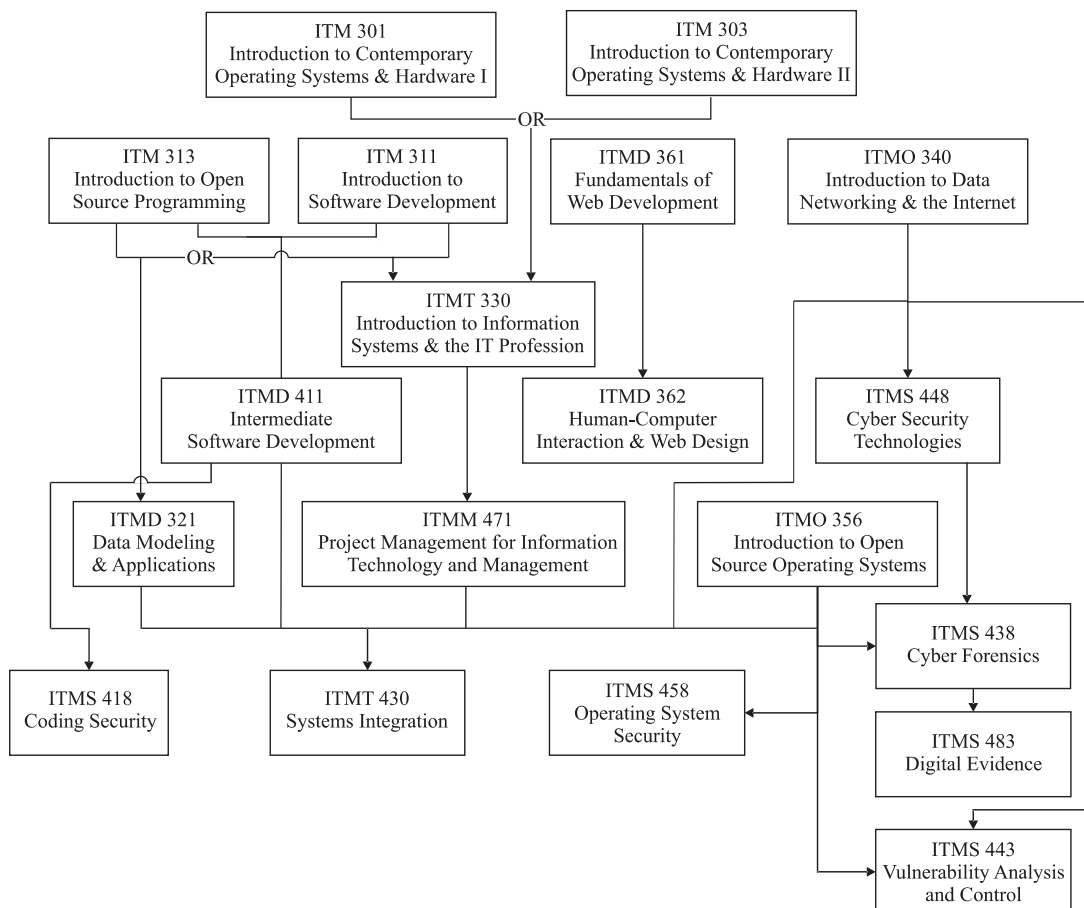 ITM 301
Introduction to Contemporary
Operating Systems & Hardware I
ITM 303
Introduction to Contemporary
Operating Systems & Hardware II
OR
ITM 313
Introduction to Open
Source Programming
ITM 311
Introduction to
Software Development
ITMD 361
Fundamentals of
Web Development
ITMO 340
Introduction to Data
Networking & the Internet
OR
ITMT 330
Introduction to Information
Systems & the IT Profession
ITMD 411
Intermediate
Software Development
ITMD 362
Human-Computer
Interaction & Web Design
ITMS 448
Cyber Security
Technologies
ITMD 321
Data Modeling
& Applications
ITMM 471
Project Management for Information
Technology and Management
ITMO 356
Introduction to Open
Source Operating Systems
ITMS 438
Cyber Forensics
ITMS 418
Coding Security
ITMT 430
Systems Integration
ITMS 458
Operating System
Security
ITMS 483
Digital Evidence
ITMS 443
Vulnerability Analysis
and Control